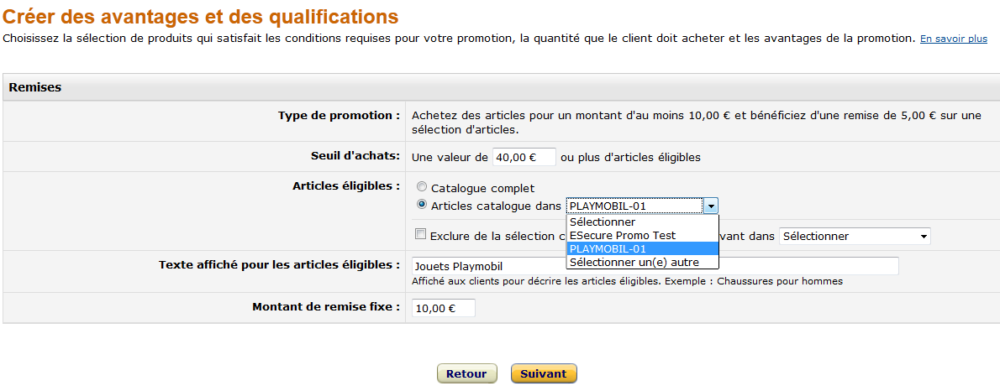 Créer des avantages et des qualifications
Choisissez la sélection de produits qui satisfait les conditions requises pour votre promotion, la quantité que le client doit acheter et les avantages de la promotion. En savoir plus
Remises
Type de promotion : Achetez des articles pour un montant d'au moins 10,00 € et bénéficiez d'une remise de 5,00 € sur une
sélection d'articles.
Seuil d'achats: Une valeur de 40,00 € ou plus d'articles éligibles
Articles éligibles : Catalogue complet
Articles catalogue dans PLAYMOBIL-01
Sélectionner
ESecure Promo Test
PLAYMOBIL-01
Sélectionner un(e) autre
Exclure de la sélection c vant dans Sélectionner
Texte affiché pour les articles éligibles : Jouets Playmobil
Affiché aux clients pour décrire les articles éligibles. Exemple : Chaussures pour hommes
Montant de remise fixe : 10,00 €
Retour Suivant